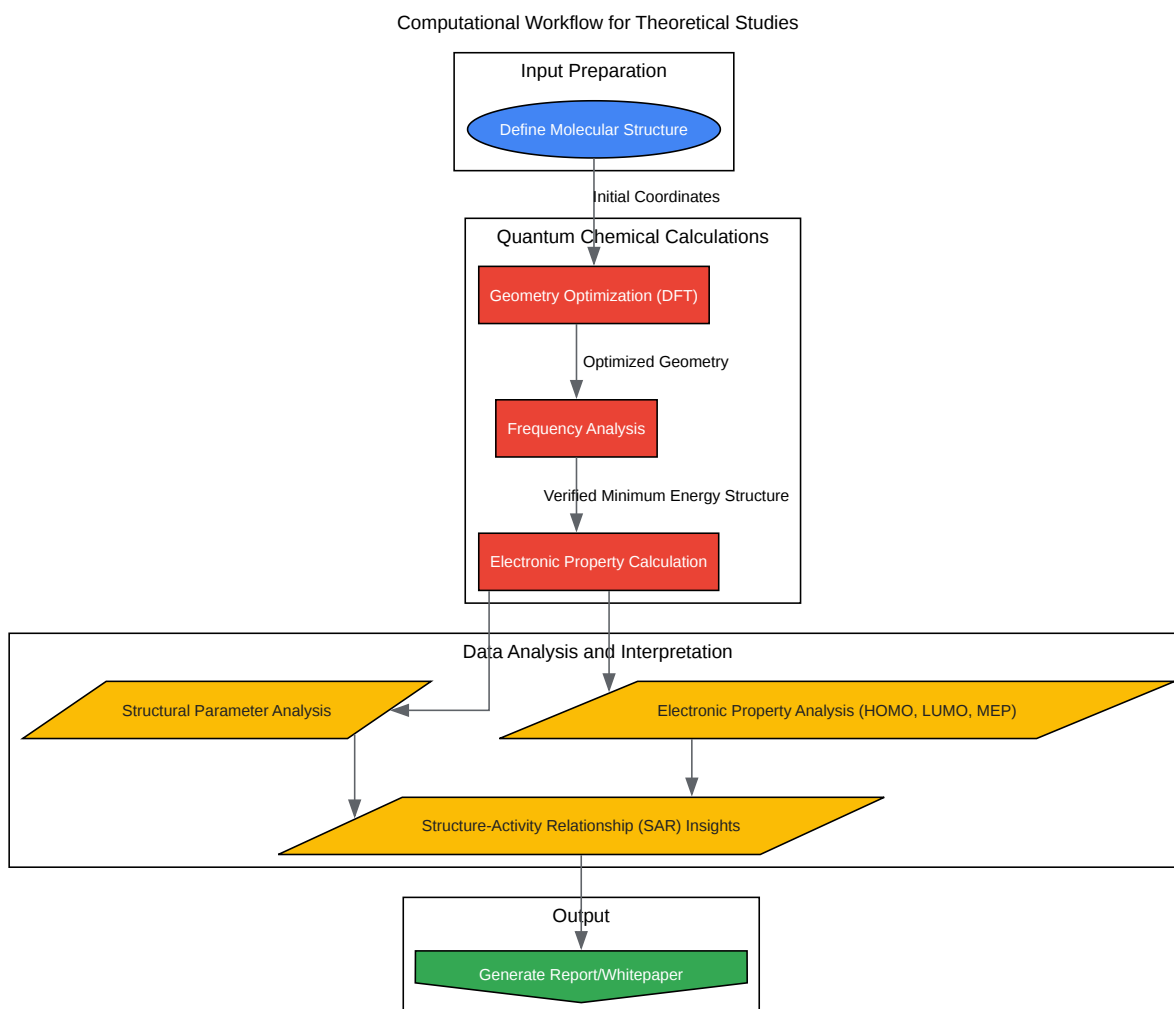 Computational Workflow for Theoretical Studies
Input Preparation
Define Molecular Structure
Initial Coordinates
Quantum Chemical Calculations
Geometry Optimization (DFT)
Optimized Geometry
Frequency Analysis
Verified Minimum Energy Structure
Electronic Property Calculation
Data Analysis and Interpretation
Structural Parameter Analysis
Electronic Property Analysis (HOMO, LUMO, MEP)
Structure-Activity Relationship (SAR) Insights
Output
Generate Report/Whitepaper